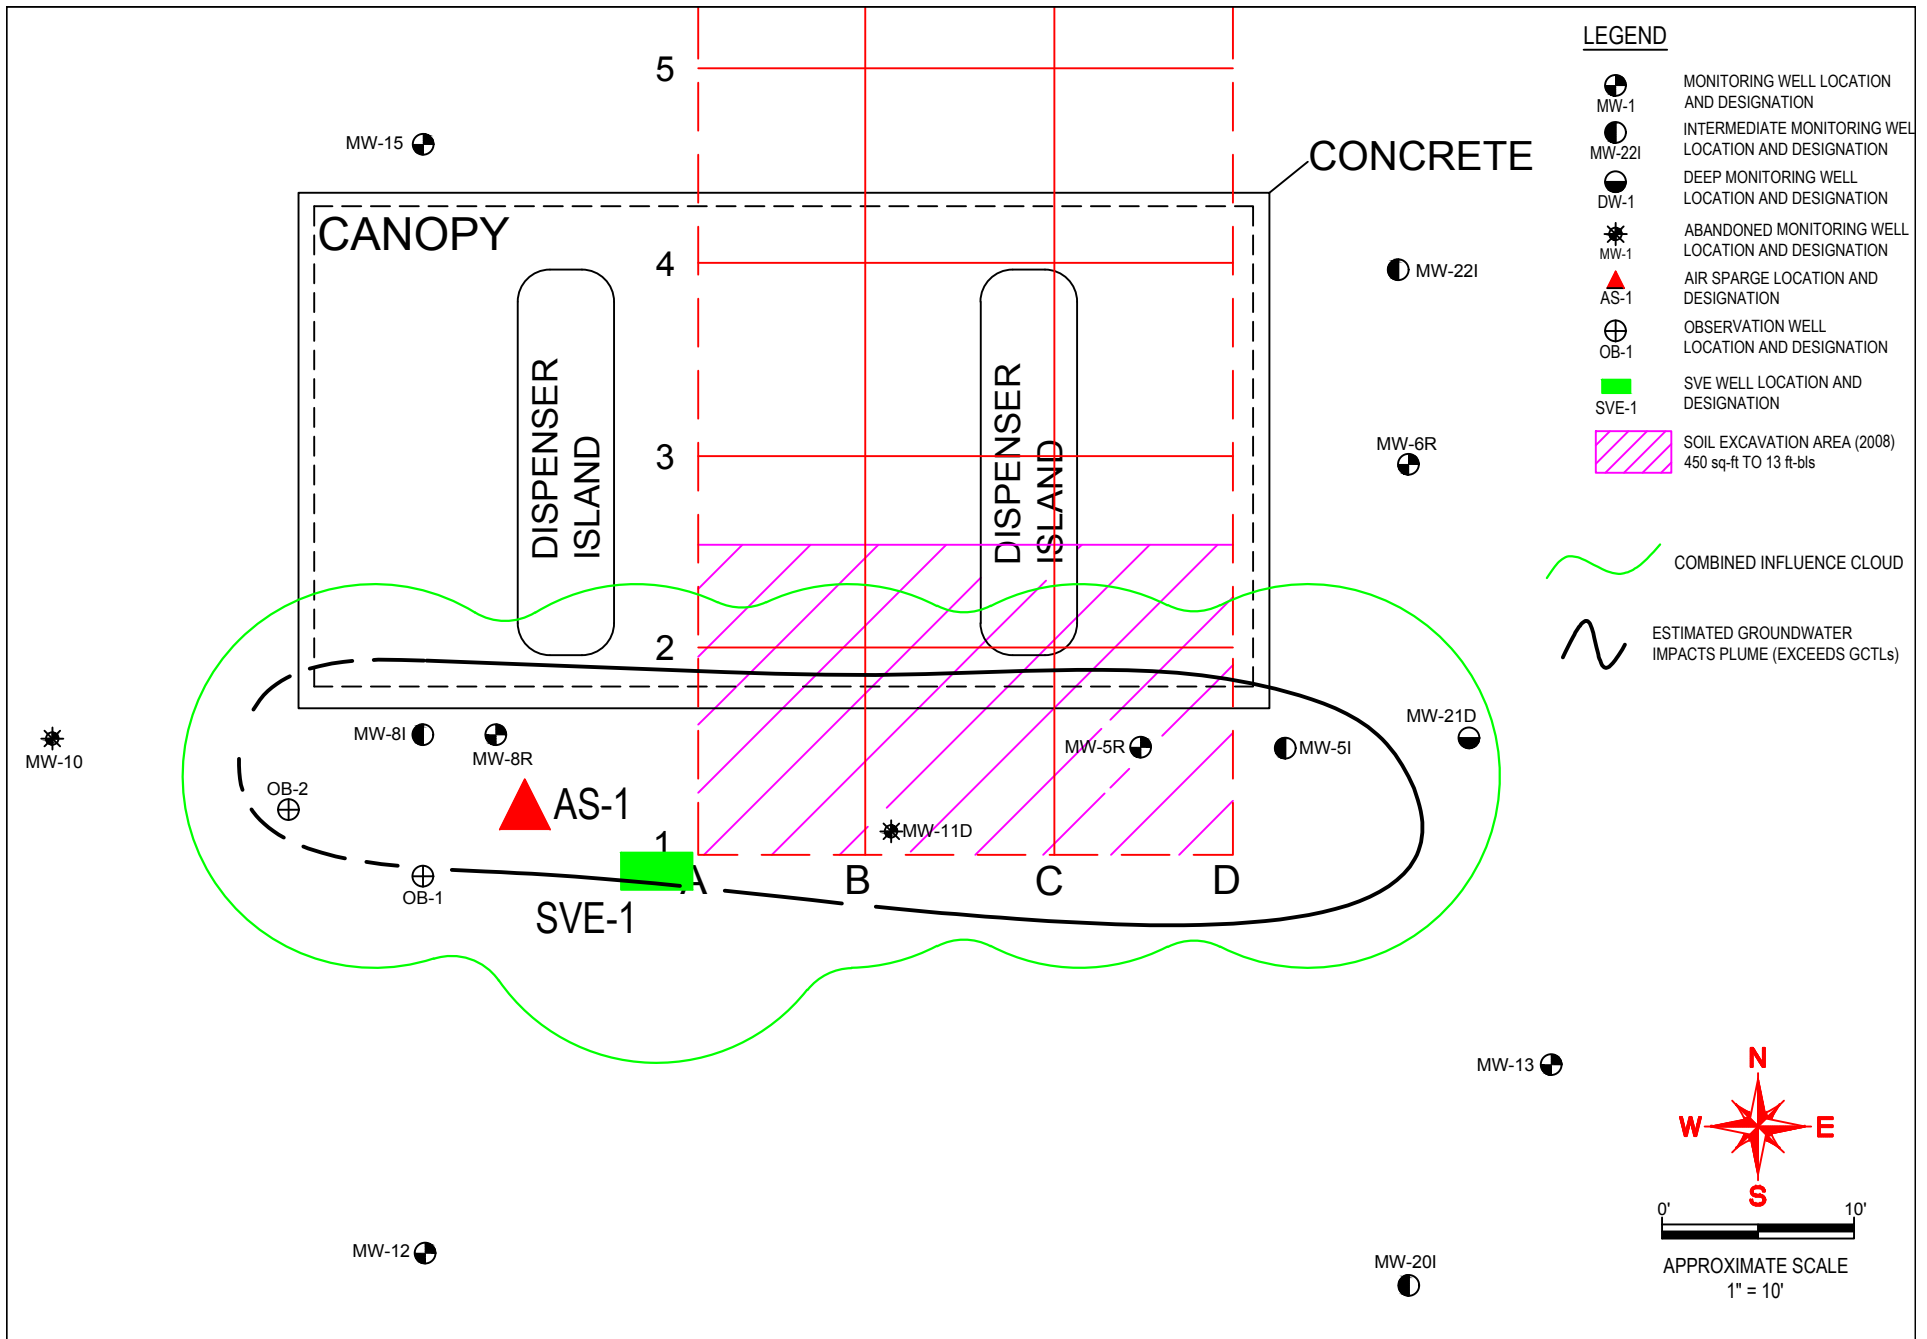 5
4
3
2
1
A
B
C
D
MW-15
CONCRETE
CANOPY
DISPENSER
ISLAND
DISPENSER
ISLAND
MW-22I
MW-6R
MW-8I
MW-8R
MW-5R
MW-5I
MW-21D
MW-10
OB-2
AS-1
MW-11D
OB-1
SVE-1
MW-13
MW-12
MW-20I
LEGEND
MW-1
MONITORING WELL LOCATION
AND DESIGNATION
MW-22I
INTERMEDIATE MONITORING WEL
LOCATION AND DESIGNATION
DW-1
DEEP MONITORING WELL
LOCATION AND DESIGNATION
MW-1
ABANDONED MONITORING WELL
LOCATION AND DESIGNATION
AS-1
AIR SPARGE LOCATION AND
DESIGNATION
OB-1
OBSERVATION WELL
LOCATION AND DESIGNATION
SVE-1
SVE WELL LOCATION AND
DESIGNATION
SOIL EXCAVATION AREA (2008)
450 sq-ft TO 13 ft-bls
COMBINED INFLUENCE CLOUD
ESTIMATED GROUNDWATER
IMPACTS PLUME (EXCEEDS GCTLs)
N
W E
S
0' 10'
APPROXIMATE SCALE
1" = 10'